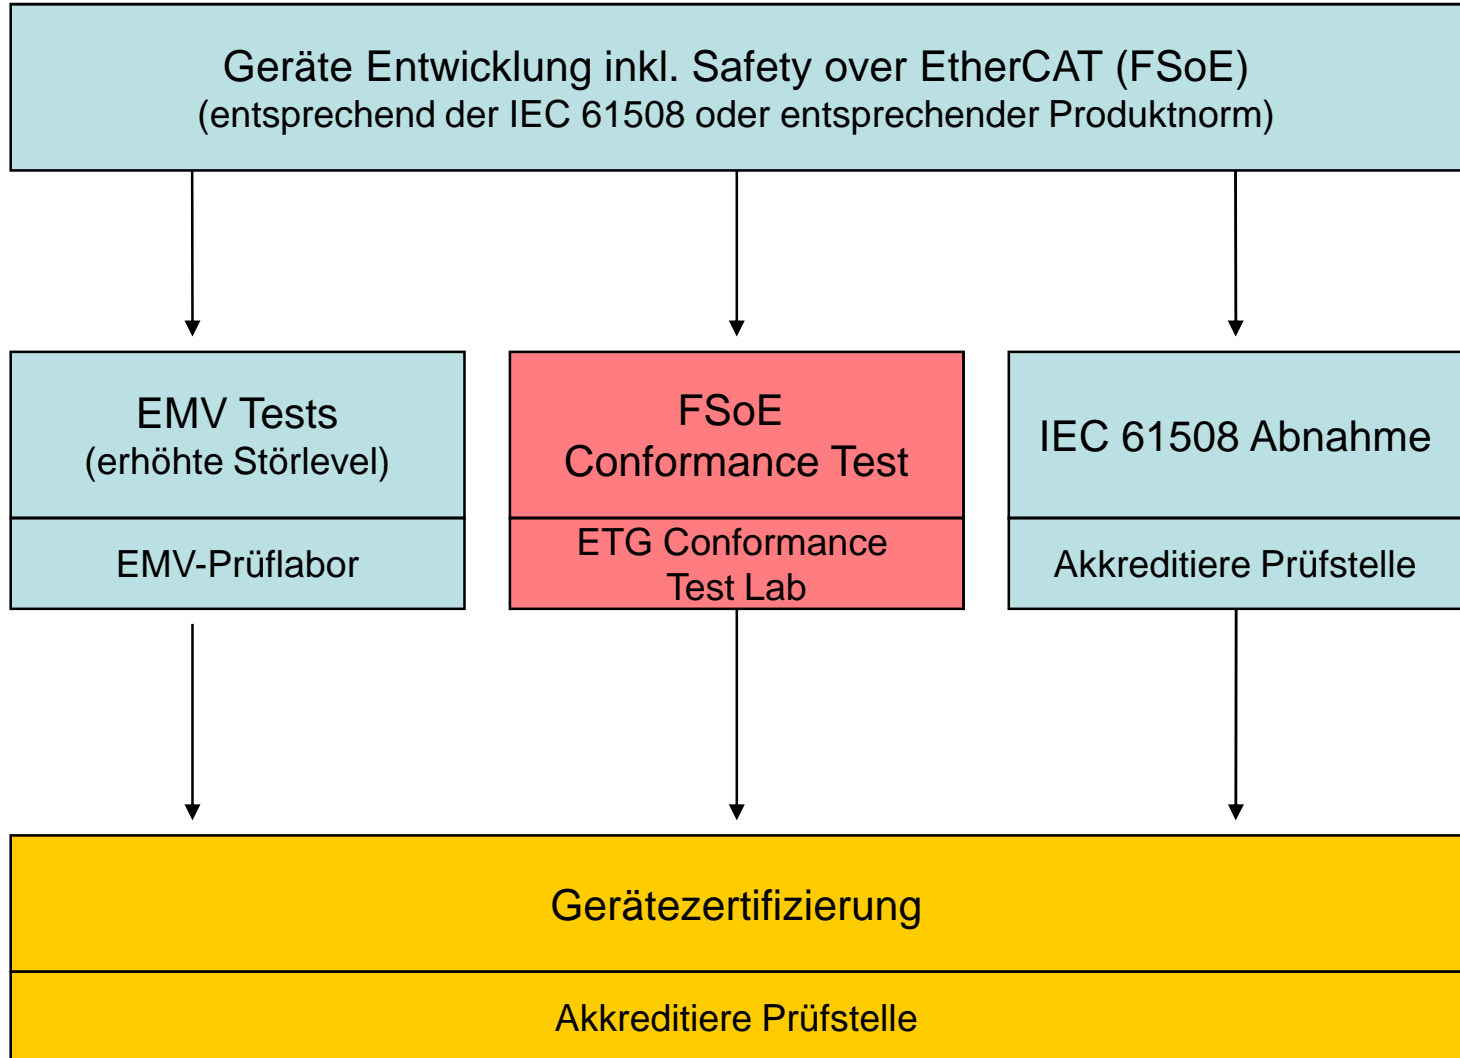 Geräte Entwicklung inkl. Safety over EtherCAT (FSoE)
(entsprechend der IEC 61508 oder entsprechender Produktnorm)
EMV Tests
(erhöhte Störlevel)
EMV-Prüflabor
FSoE
Conformance Test
ETG Conformance
Test Lab
IEC 61508 Abnahme
Akkreditiere Prüfstelle
Gerätezertifizierung
Akkreditiere Prüfstelle